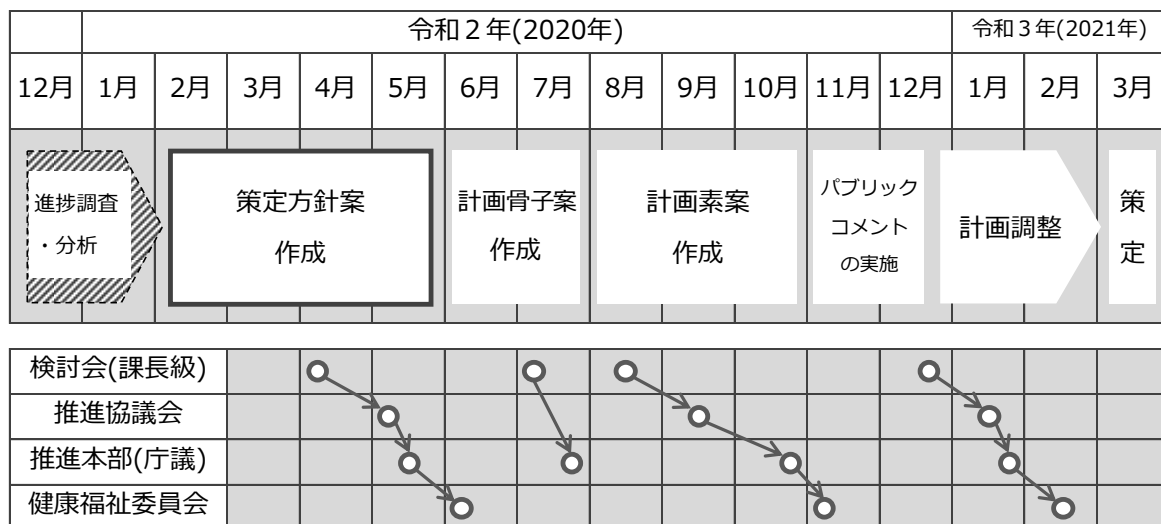 令和２年(2020年) 令和３年(2021年)
12月 1月 2月 3月 4月 5月 6月 7月 8月 9月 10月 11月 12月 1月 2月 3月
進捗調査
・分析
策定方針案
作成
計画骨子案
作成
計画素案
作成
パブリック
コメント
の実施
計画調整
策
定
検討会(課長級)
推進協議会
推進本部(庁議)
健康福祉委員会